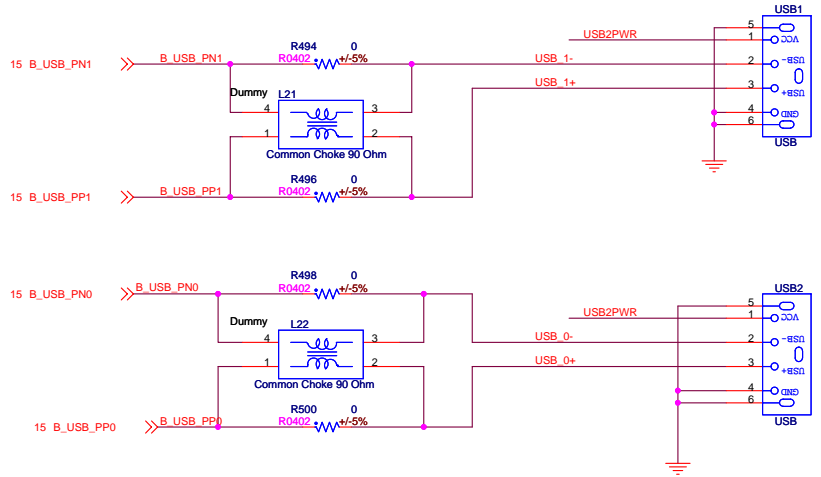 USB1
5
USB2PWR 1 VCC
R494 0
15 B_USB_PN1 B_USB_PN1 R0402 +/-5% USB_1- 2 USB-
USB_1+ 3 USB+
Dummy L21
4 3 4 GND
1 2 6
Common Choke 90 Ohm USB
R496 0
15 B_USB_PP1 B_USB_PP1 R0402 +/-5%
R498 0 USB2
15 B_USB_PN0 B_USB_PN0 R0402 +/-5% 5
USB2PWR 1 VCC
Dummy L22
4 3 USB_0- 2 USB-
1 2 USB_0+ 3 USB+
Common Choke 90 Ohm 4 GND
6
R500 0 USB
15 B_USB_PP0 B_USB_PP0 R0402 +/-5%